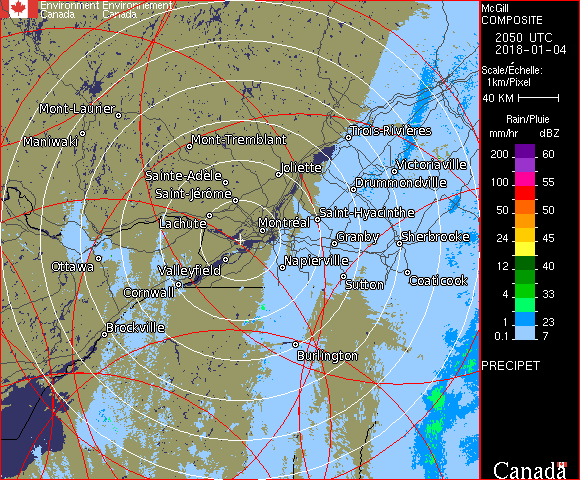 Environment Environnement
Canada Canada
McGill
COMPOSITE
2050 UTC
2018-01-04
Scale/Échelle:
1km/Pixel
40 KM
Rain/Pluie
mm/hr dBZ
200 60
100 55
50 50
24 45
12 40
4 33
2 23
0.1 7
PRECIPET
Canada
Mont-Laurier
Maniwaki
Mont-Tremblant
Trois-Rivières
Joliette
Victoriaville
Sainte-Adèle
Drummondville
Saint-Jérôme
Lachute
Saint-Hyacinthe
Montréal
Granby
Sherbrooke
Ottawa
Valleyfield
Napierville
Coaticook
Cornwall
Sutton
Brockville
Burlington